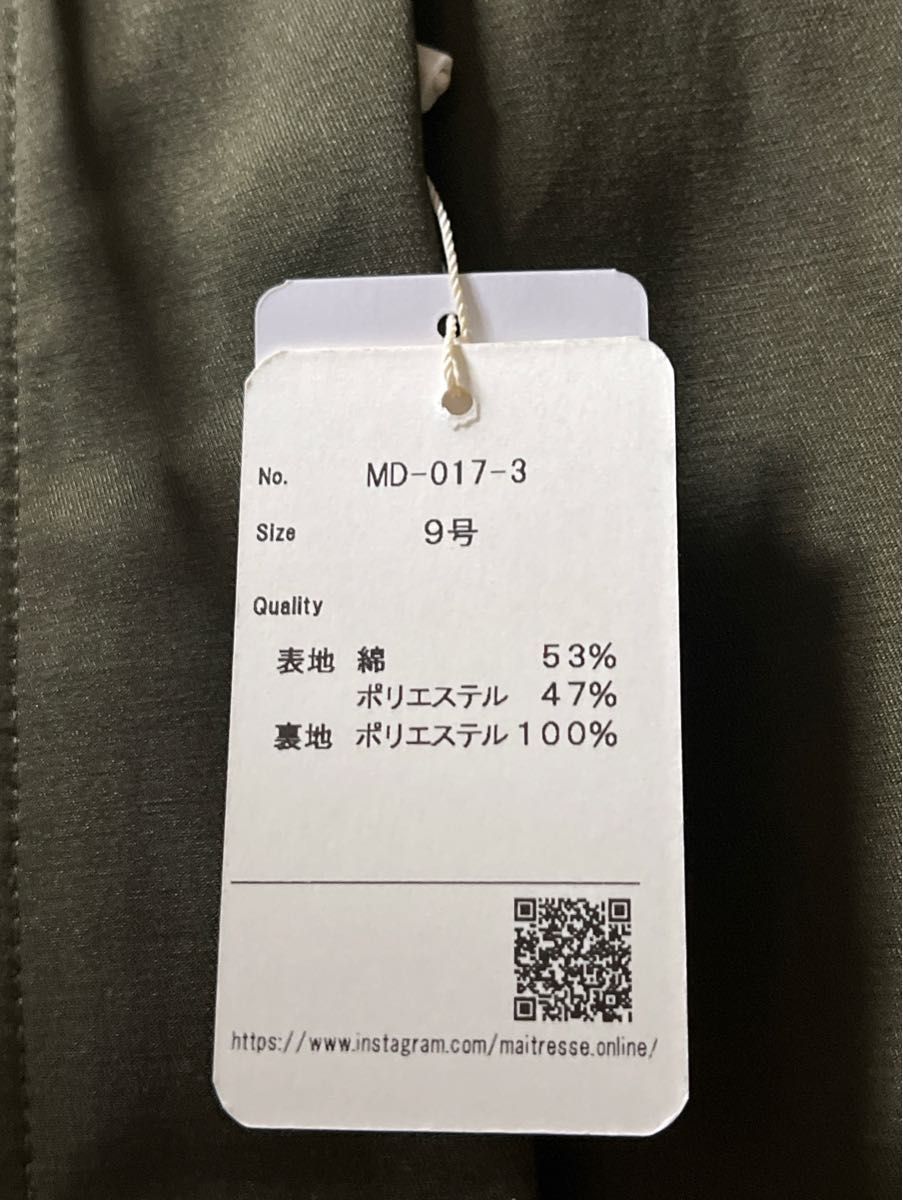 No. MD-017-3
Size 9号
Quality
表地 綿 53%
ポリエステル 47%
裏地 ポリエステル 100%
https://www.instagram.com/maitresse.online/